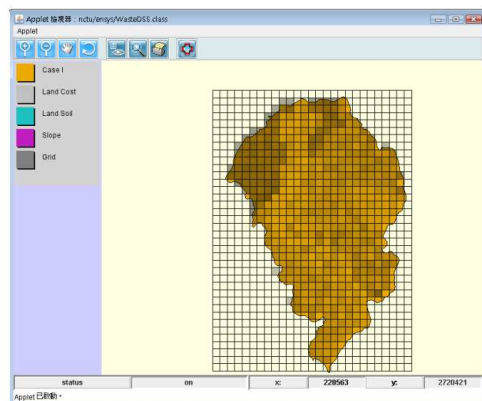 Applet 檢視器：nctu/ensys/WasteDSS.class
Applet
Case I
Land Cost
Land Soil
Slope
Grid
status on x: 220563 y: 2720421
Applet 已啟動。